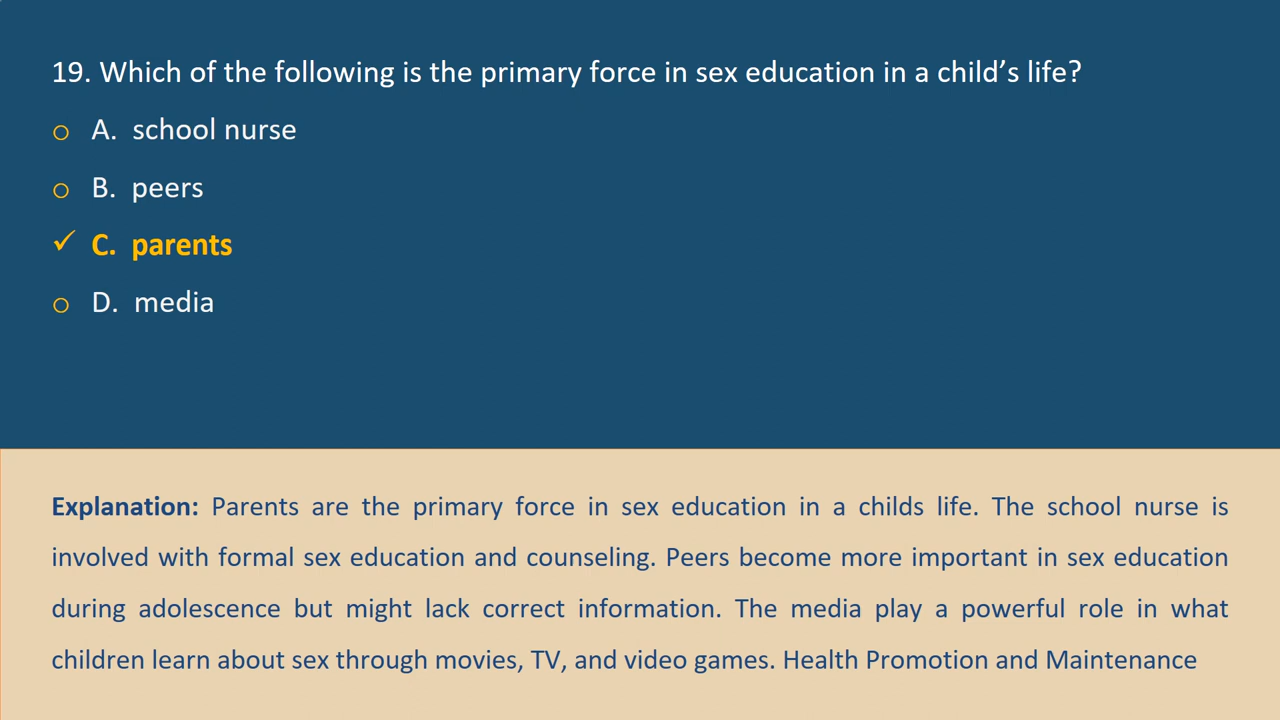 19. Which of the following is the primary force in sex education in a child’s life?
A. school nurse
B. peers
C. parents
D. media
Explanation: Parents are the primary force in sex education in a childs life. The school nurse is
involved with formal sex education and counseling. Peers become more important in sex education
during adolescence but might lack correct information. The media play a powerful role in what
children learn about sex through movies, TV, and video games. Health Promotion and Maintenance